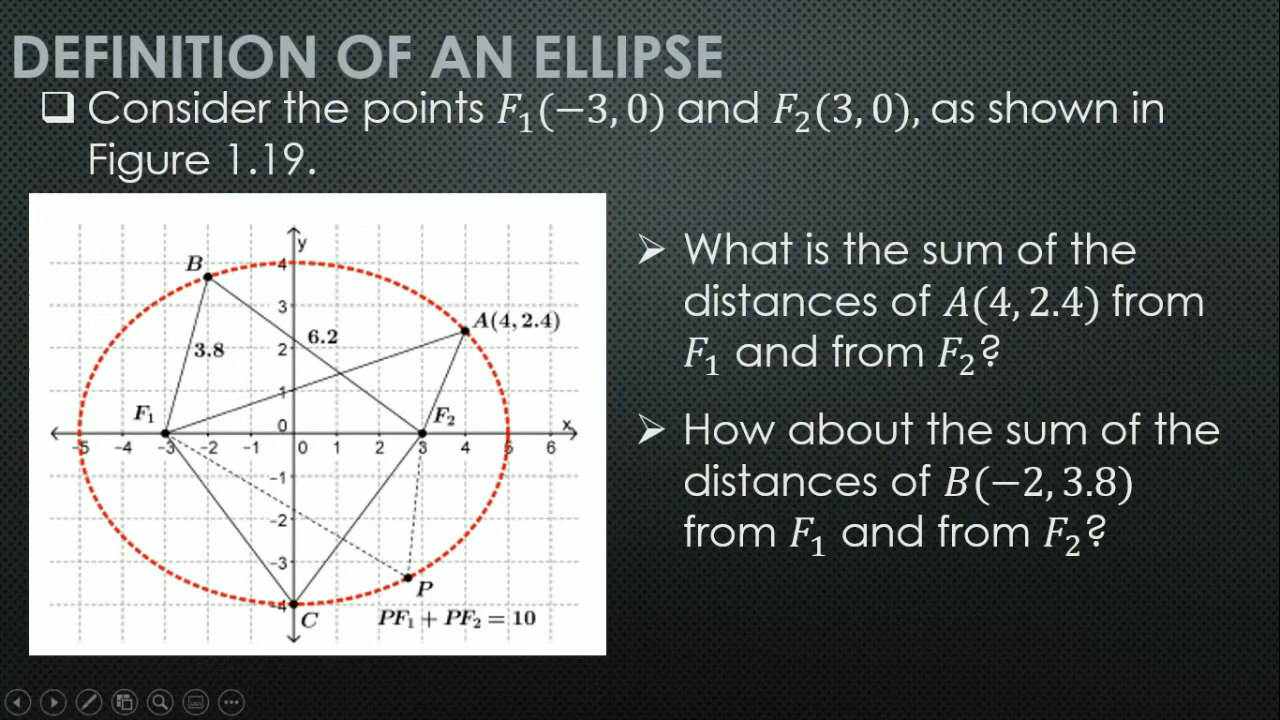 DEFINITION OF AN ELLIPSE
❑ Consider the points F₁(−3, 0) and F₂(3, 0), as shown in
Figure 1.19.
➢ What is the sum of the
distances of A(4, 2.4) from
F₁ and from F₂?
➢ How about the sum of the
distances of B(−2, 3.8)
from F₁ and from F₂?
y
B
4
3
A(4, 2.4)
6.2
3.8
2
1
F₁
F₂
0
x
-5 -4 -3 -2 -1 0 1 2 3 4 5 6
-1
-2
-3
P
-4
C
PF₁ + PF₂ = 10